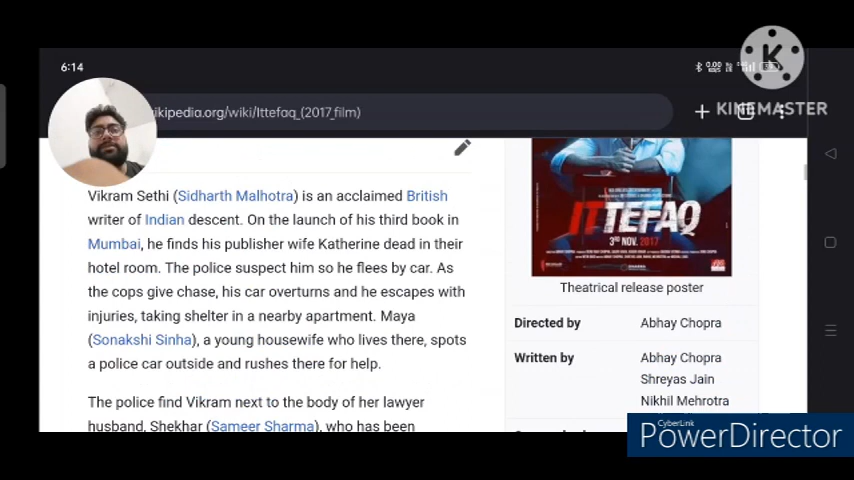 6:14
KINEMASTER
ikipedia.org/wiki/Ittefaq_(2017_film)
Vikram Sethi (Sidharth Malhotra) is an acclaimed British
writer of Indian descent. On the launch of his third book in
Mumbai, he finds his publisher wife Katherine dead in their
hotel room. The police suspect him so he flees by car. As
the cops give chase, his car overturns and he escapes with
injuries, taking shelter in a nearby apartment. Maya
(Sonakshi Sinha), a young housewife who lives there, spots
a police car outside and rushes there for help.
The police find Vikram next to the body of her lawyer
husband, Shekhar (Sameer Sharma), who has been
ITTEFAQ
3RD NOV. 2017
Theatrical release poster
Directed by
Abhay Chopra
Written by
Abhay Chopra
Shreyas Jain
Nikhil Mehrotra
CyberLink
PowerDirector